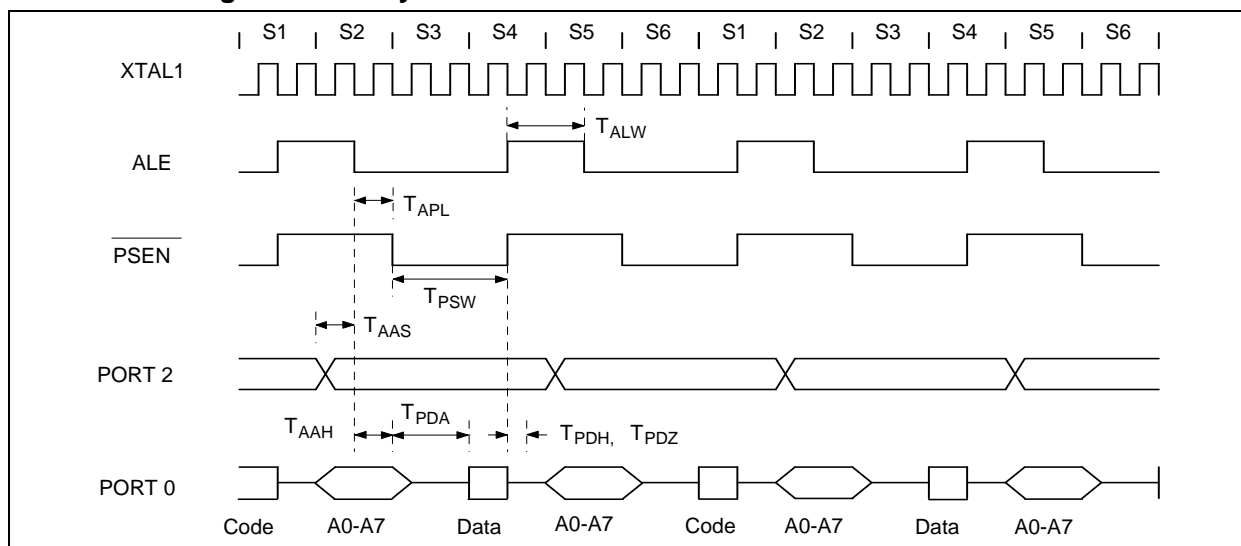 S1 S2 S3 S4 S5 S6 S1 S2 S3 S4 S5 S6
XTAL1
TALW
ALE
TAPL
PSEN
TPSW
TAAS
PORT 2
TAAH TPDA TPDH, TPDZ
PORT 0
Code A0-A7 Data A0-A7 Code A0-A7 Data A0-A7